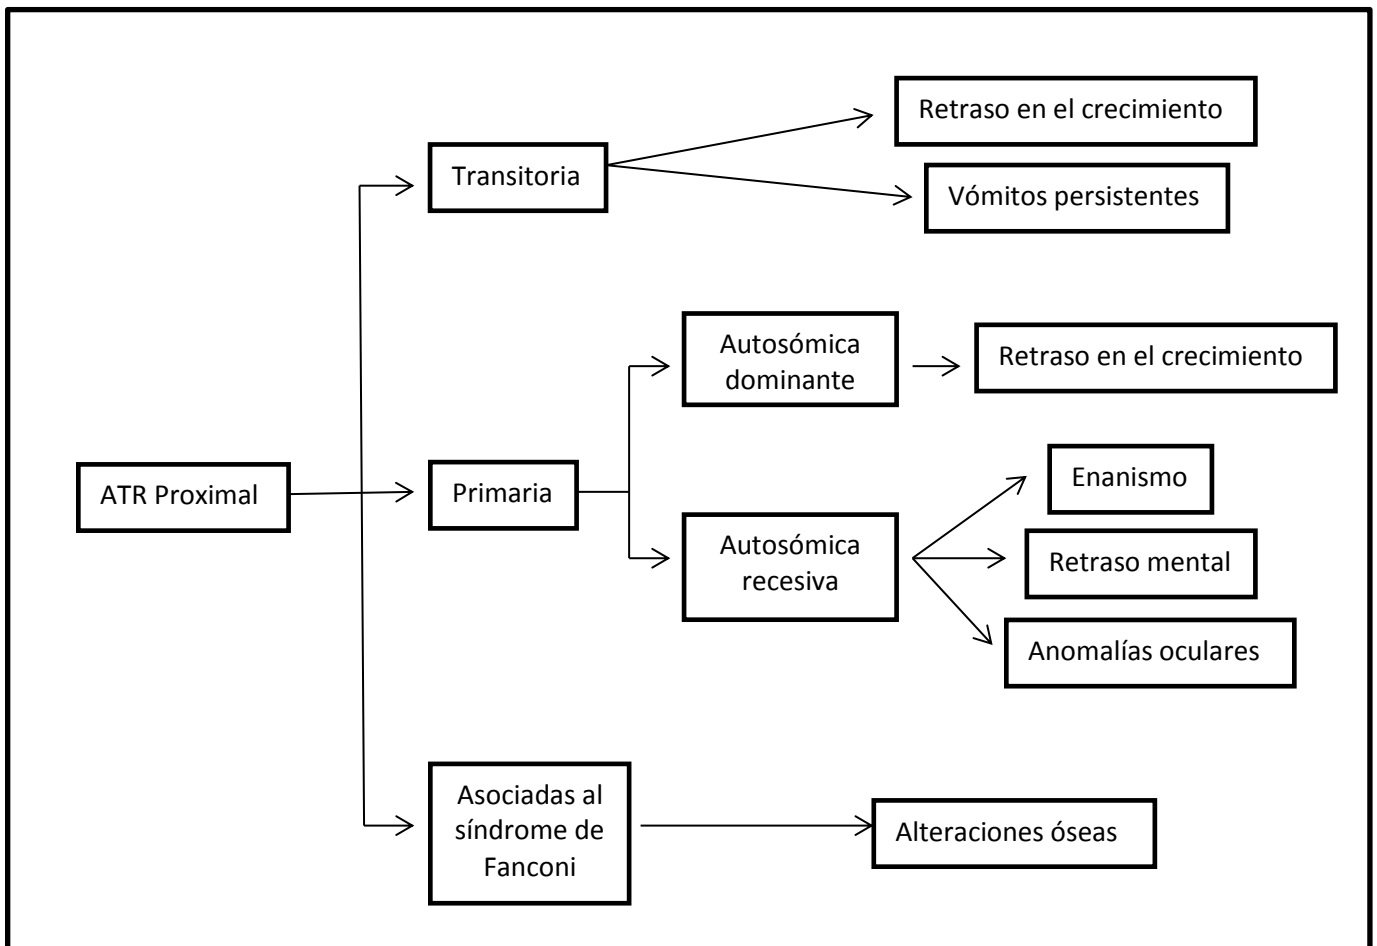 ATR Proximal
Transitoria
Retraso en el crecimiento
Vómitos persistentes
Primaria
Autosómica
dominante
Retraso en el crecimiento
Autosómica
recesiva
Enanismo
Retraso mental
Anomalías oculares
Asociadas al
síndrome de
Fanconi
Alteraciones óseas